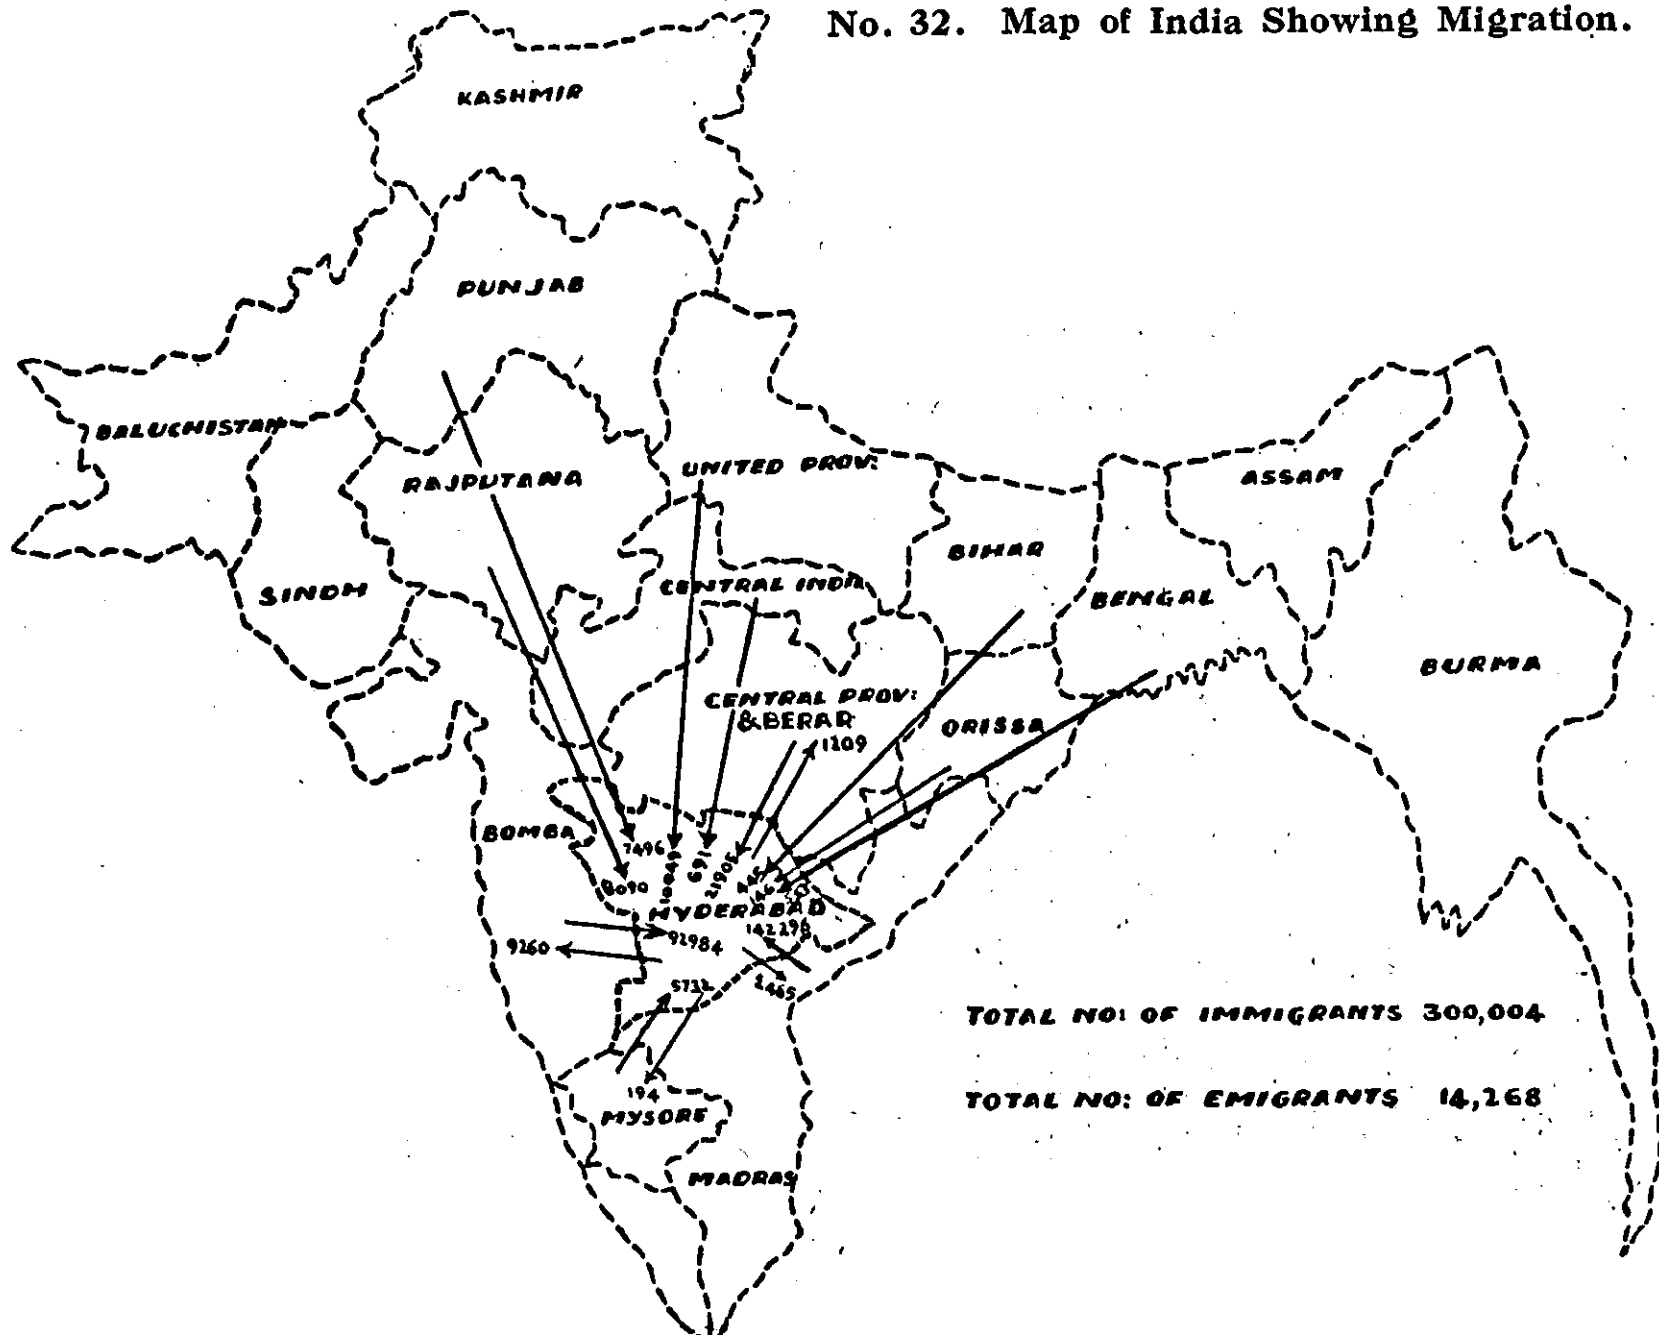 No. 32. Map of India Showing Migration.
KASHMIR
PUNJAB
BALUCHISTAN
RAJPUTANA
UNITED PROV:
ASSAM
BIHAR
SINDH
CENTRAL INDIA
BENGAL
BURMA
CENTRAL PROV:
&BERAR
ORISSA
1209
BOMBA
7496
691
21905
HYDERABAD
142298
92984
9260
5732
194
MYSORE
MADRAS
TOTAL NO: OF IMMIGRANTS 300,004
TOTAL NO: OF EMIGRANTS 14,268